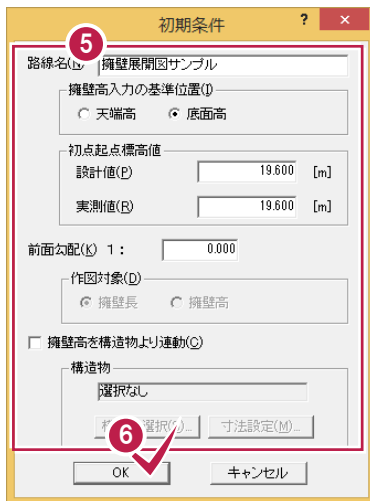 初期条件 ? ×
5
路線名(N) 擁壁展開図サンプル
擁壁高入力の基準位置(I)
天端高 底面高
初点起点標高値
設計値(P) 19.600 [m]
実測値(R) 19.600 [m]
前面勾配(K) 1: 0.000
作図対象(D)
擁壁長 擁壁高
擁壁高を構造物より連動(C)
構造物
選択なし
選択( )... 寸法設定(M)...
6
OK キャンセル